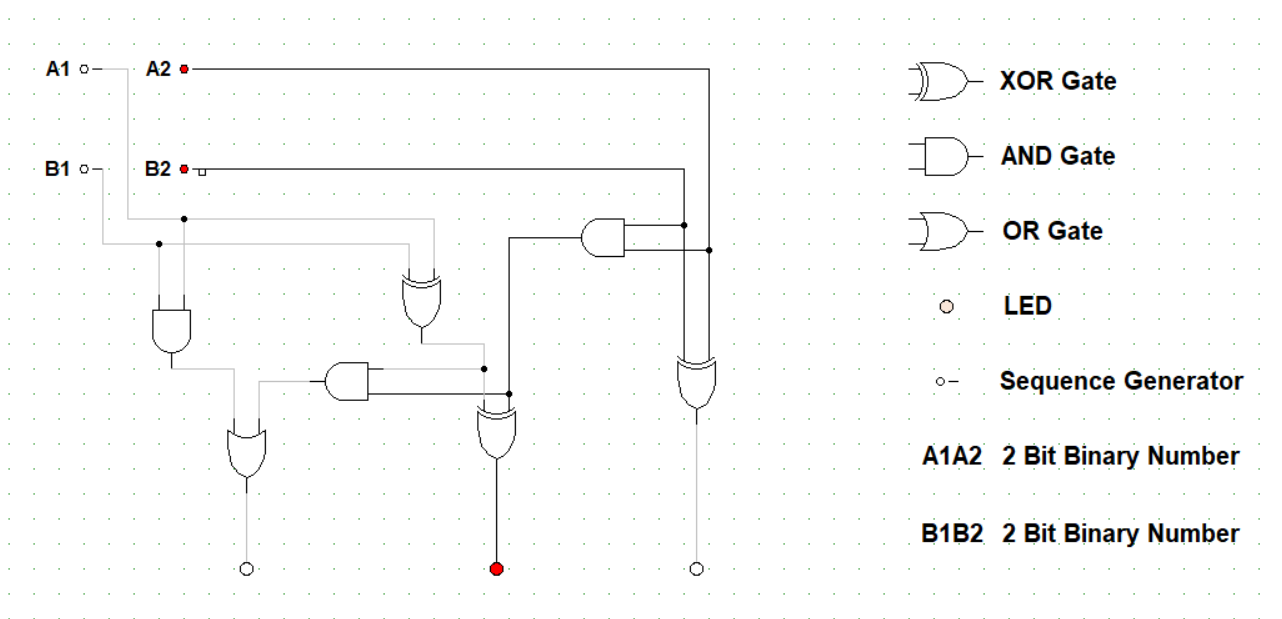 A1 A2
B1 B2
XOR Gate
AND Gate
OR Gate
LED
Sequence Generator
A1A2 2 Bit Binary Number
B1B2 2 Bit Binary Number